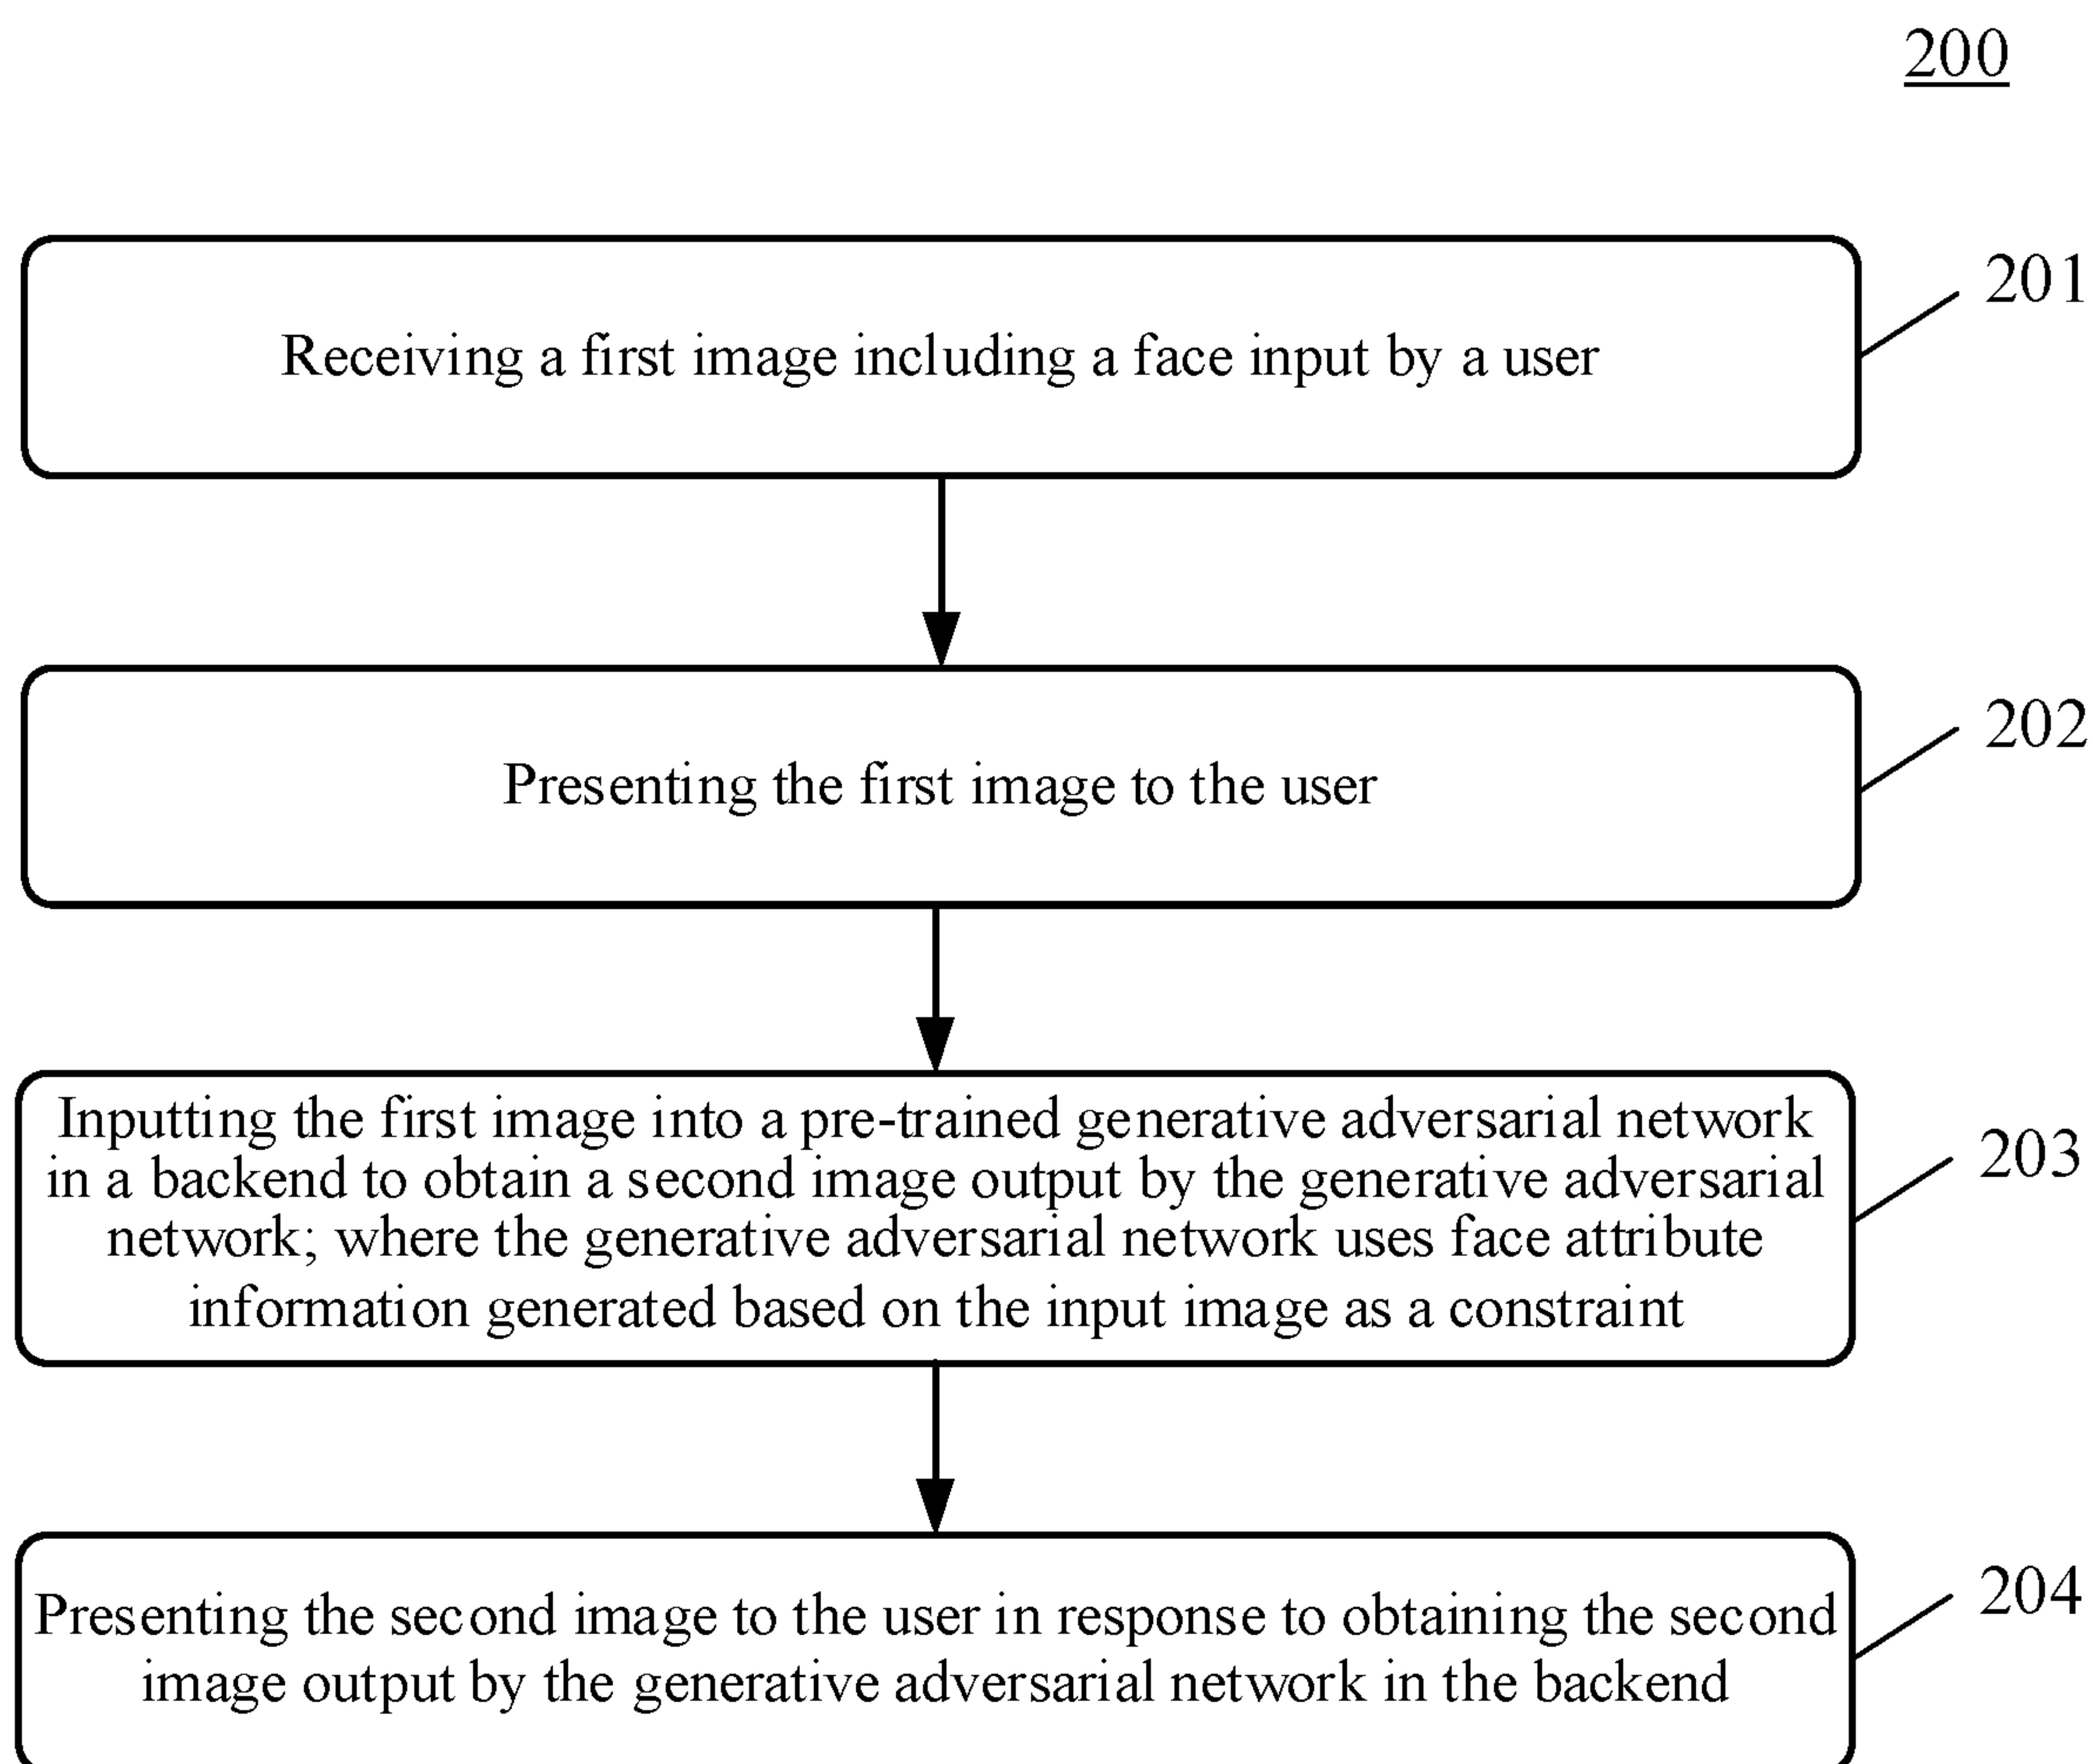 200
Receiving a first image including a face input by a user
201
Presenting the first image to the user
202
Inputting the first image into a pre-trained generative adversarial network
in a backend to obtain a second image output by the generative adversarial
network; where the generative adversarial network uses face attribute
information generated based on the input image as a constraint
203
Presenting the second image to the user in response to obtaining the second
image output by the generative adversarial network in the backend
204